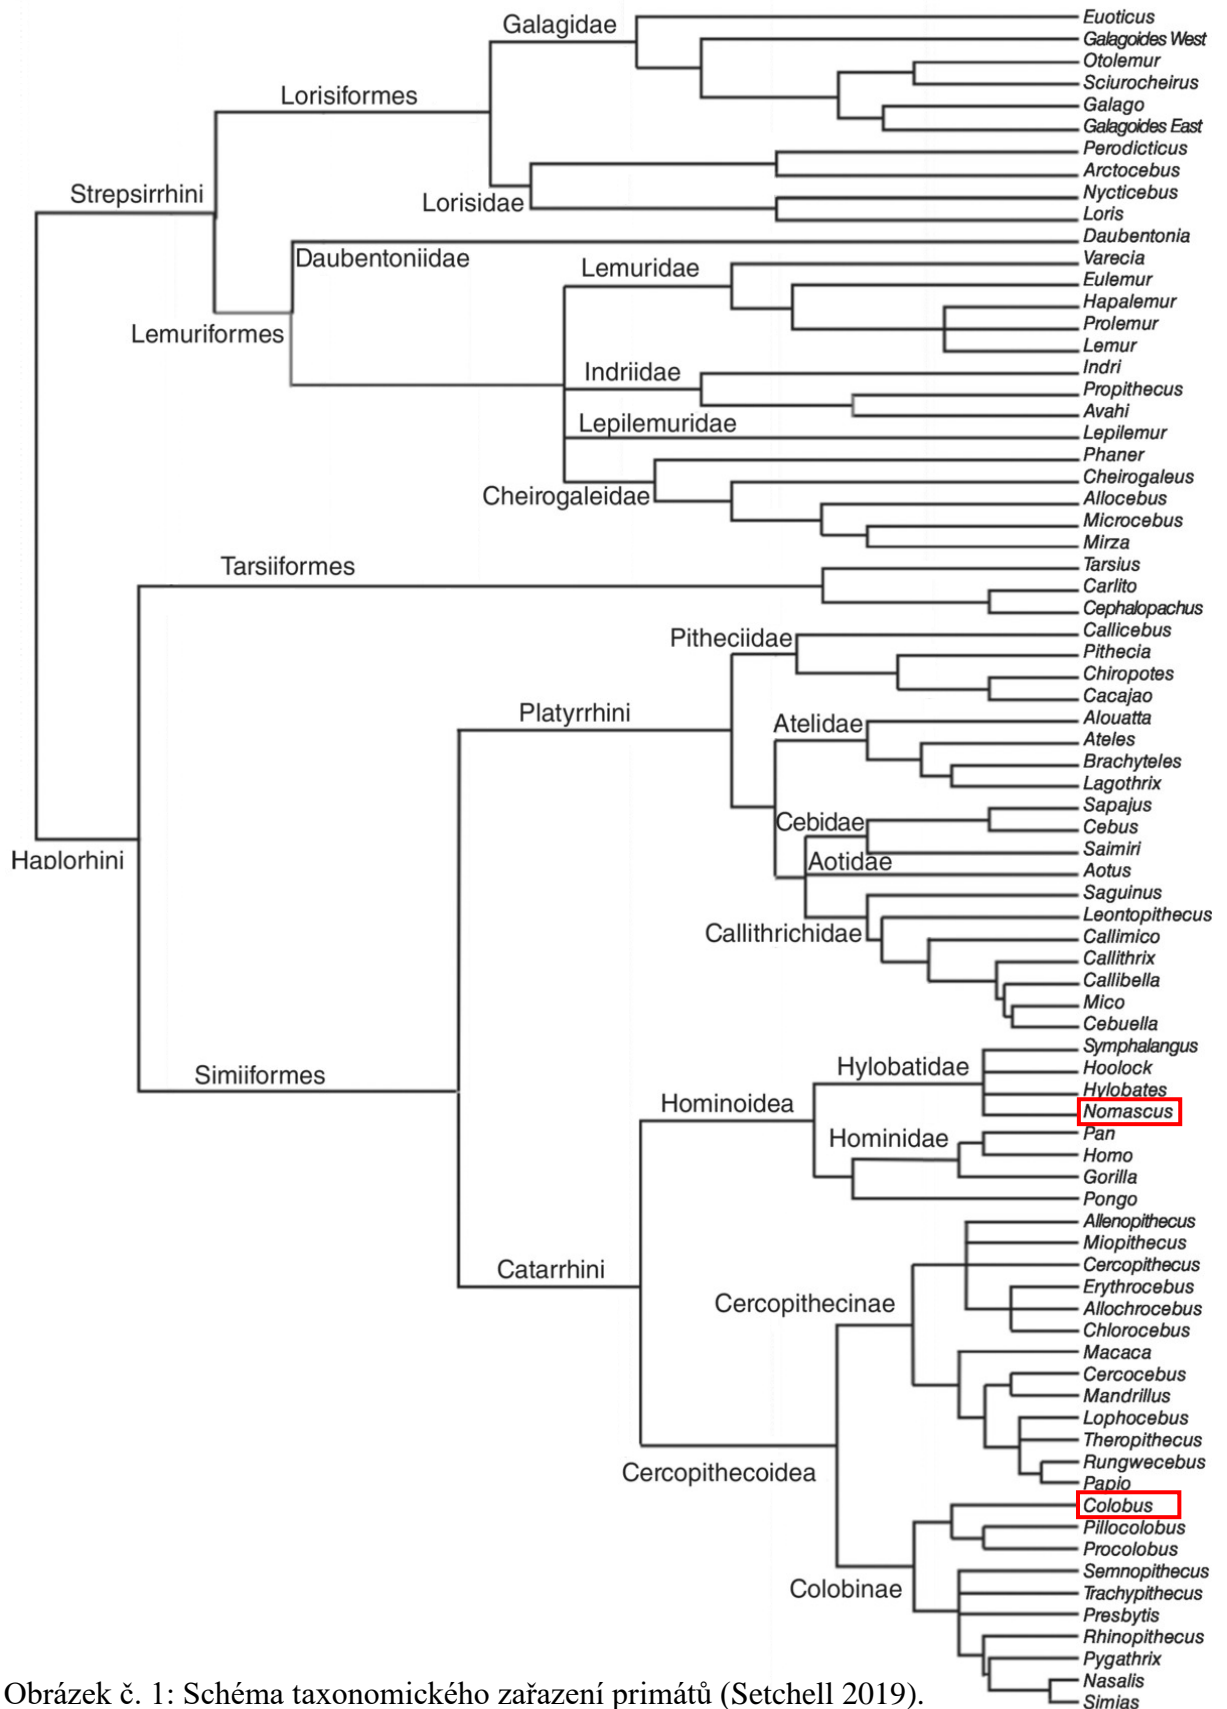 Galagidae
Lorisiformes
Strepsirrhini
Lorisidae
Daubentoniidae
Lemuridae
Lemuriformes
Indriidae
Lepilemuridae
Cheirogaleidae
Tarsiiformes
Pitheciidae
Platyrrhini
Atelidae
Cebidae
Haplorhini
Aotidae
Callithrichidae
Simiiformes
Hylobatidae
Hominoidea
Hominidae
Catarrhini
Cercopithecinae
Cercopithecoidea
Colobinae
Euoticus
Galagoides West
Otolemur
Sciurocheirus
Galago
Galagoides East
Perodicticus
Arctocebus
Nycticebus
Loris
Daubentonia
Varecia
Eulemur
Hapalemur
Prolemur
Lemur
Indri
Propithecus
Avahi
Lepilemur
Phaner
Cheirogaleus
Allocebus
Microcebus
Mirza
Tarsius
Carlito
Cephalopachus
Callicebus
Pithecia
Chiropotes
Cacajao
Alouatta
Ateles
Brachyteles
Lagothrix
Sapajus
Cebus
Saimiri
Aotus
Saguinus
Leontopithecus
Callimico
Callithrix
Callibella
Mico
Cebuella
Symphalangus
Hoolock
Hylobates
Nomascus
Pan
Homo
Gorilla
Pongo
Allenopithecus
Miopithecus
Cercopithecus
Erythrocebus
Allochrocebus
Chlorocebus
Macaca
Cercocebus
Mandrillus
Lophocebus
Theropithecus
Rungwecebus
Papio
Colobus
Pillocolobus
Procolobus
Semnopithecus
Trachypithecus
Presbytis
Rhinopithecus
Pygathrix
Nasalis
Simias
Obrázek č. 1: Schéma taxonomického zařazení primátů (Setchell 2019).